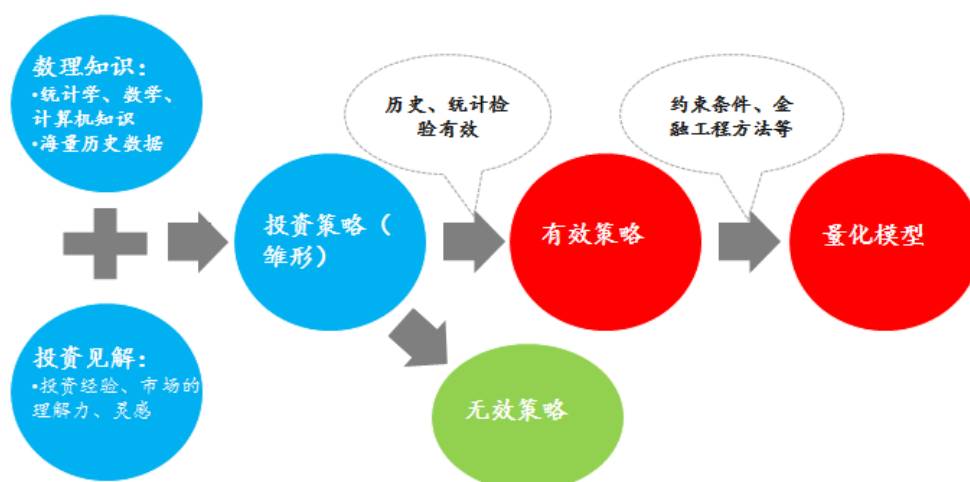 数理知识：
•统计学、数学、
计算机知识
•海量历史数据
投资见解：
•投资经验、市场的
理解力、灵感
投资策略（
雏形）
历史、统计检
验有效
有效策略
无效策略
约束条件、金
融工程方法等
量化模型